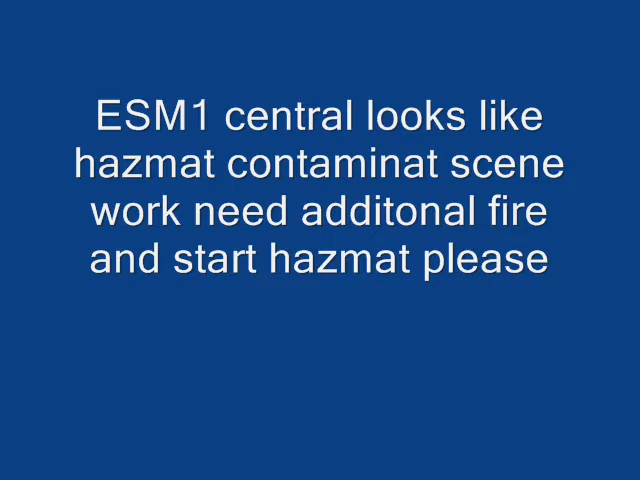 ESM1 central looks like
hazmat contaminat scene
work need additonal fire
and start hazmat please